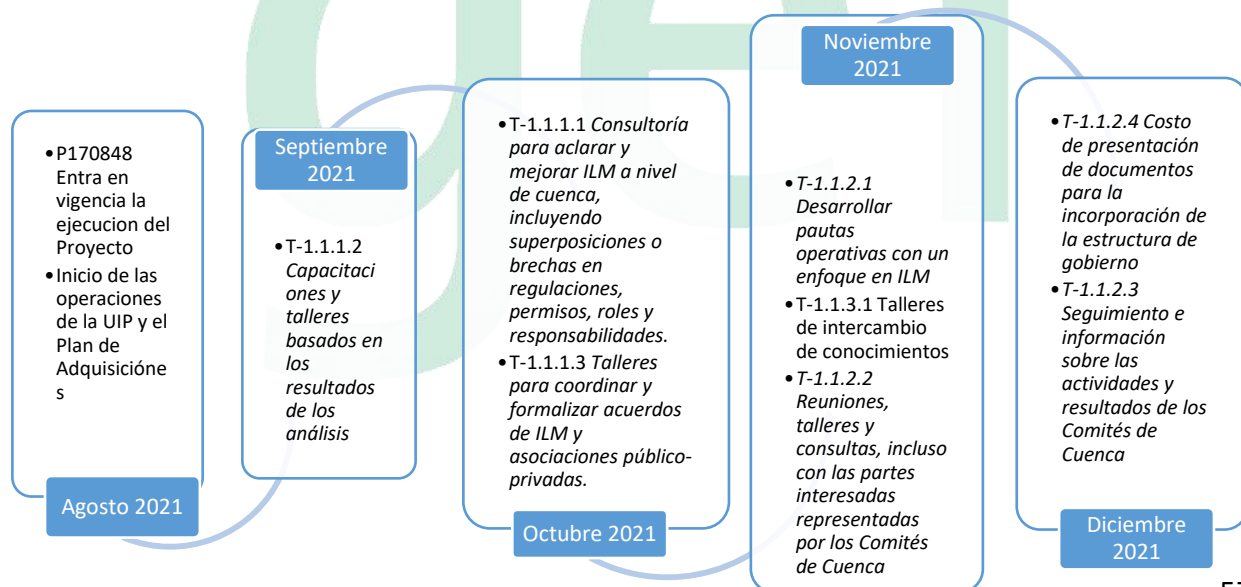 •P170848
Entra en
vigencia la
ejecucion del
Proyecto
•Inicio de las
operaciones
de la UIP y el
Plan de
Adquisicióne
s
Agosto 2021
Septiembre
2021
•T-1.1.1.2
Capacitaci
ones y
talleres
basados en
los
resultados
de los
análisis
•T-1.1.1.1 Consultoría
para aclarar y
mejorar ILM a nivel
de cuenca,
incluyendo
superposiciones o
brechas en
regulaciones,
permisos, roles y
responsabilidades.
•T-1.1.1.3 Talleres
para coordinar y
formalizar acuerdos
de ILM y
asociaciones público-
privadas.
Octubre 2021
Noviembre
2021
•T-1.1.2.1
Desarrollar
pautas
operativas con un
enfoque en ILM
•T-1.1.3.1 Talleres
de intercambio
de conocimientos
•T-1.1.2.2
Reuniones,
talleres y
consultas, incluso
con las partes
interesadas
representadas
por los Comités
de Cuenca
•T-1.1.2.4 Costo
de presentación
de documentos
para la
incorporación de
la estructura de
gobierno
•T-1.1.2.3
Seguimiento e
información
sobre las
actividades y
resultados de los
Comités de
Cuenca
Diciembre
2021